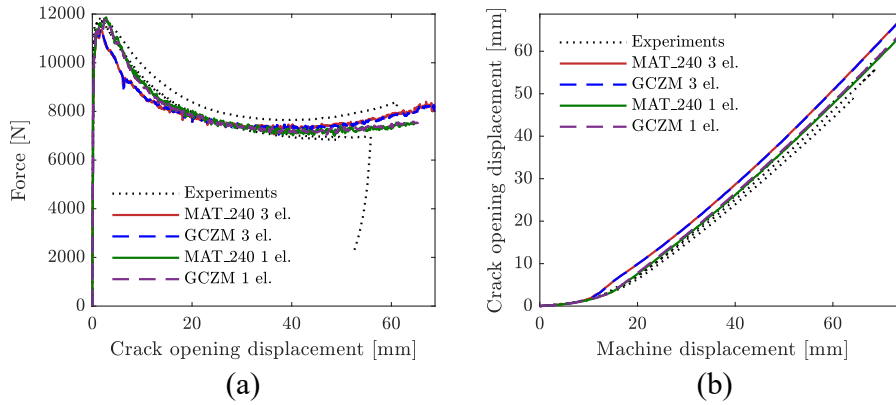 12000
10000
8000
6000
4000
2000
0
Force [N]
Experiments
MAT_240 3 el.
GCZM 3 el.
MAT_240 1 el.
GCZM 1 el.
0 20 40 60
Crack opening displacement [mm]
(a)
60
50
40
30
20
10
0
Crack opening displacement [mm]
Experiments
MAT_240 3 el.
GCZM 3 el.
MAT_240 1 el.
GCZM 1 el.
0 20 40 60
Machine displacement [mm]
(b)